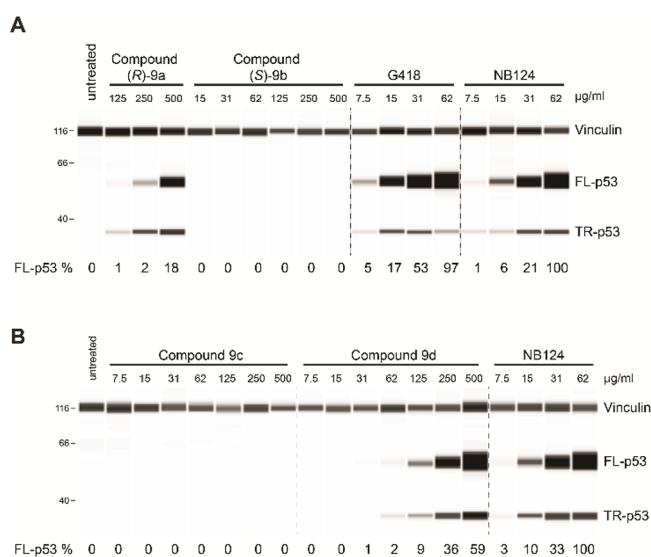 A
untreated
Compound (R)-9a
Compound (S)-9b
G418
NB124
125 250 500 15 31 62 125 250 500 7.5 15 31 62 7.5 15 31 62 µg/ml
116 Vinculin
66
FL-p53
40
TR-p53
FL-p53 % 0 1 2 18 0 0 0 0 0 0 5 17 53 97 1 6 21 100
B
untreated
Compound 9c Compound 9d NB124
7.5 15 31 62 125 250 500 7.5 15 31 62 125 250 500 7.5 15 31 62 µg/ml
116 Vinculin
66
FL-p53
40
TR-p53
FL-p53 % 0 0 0 0 0 0 0 0 0 0 1 2 9 36 59 3 10 33 100